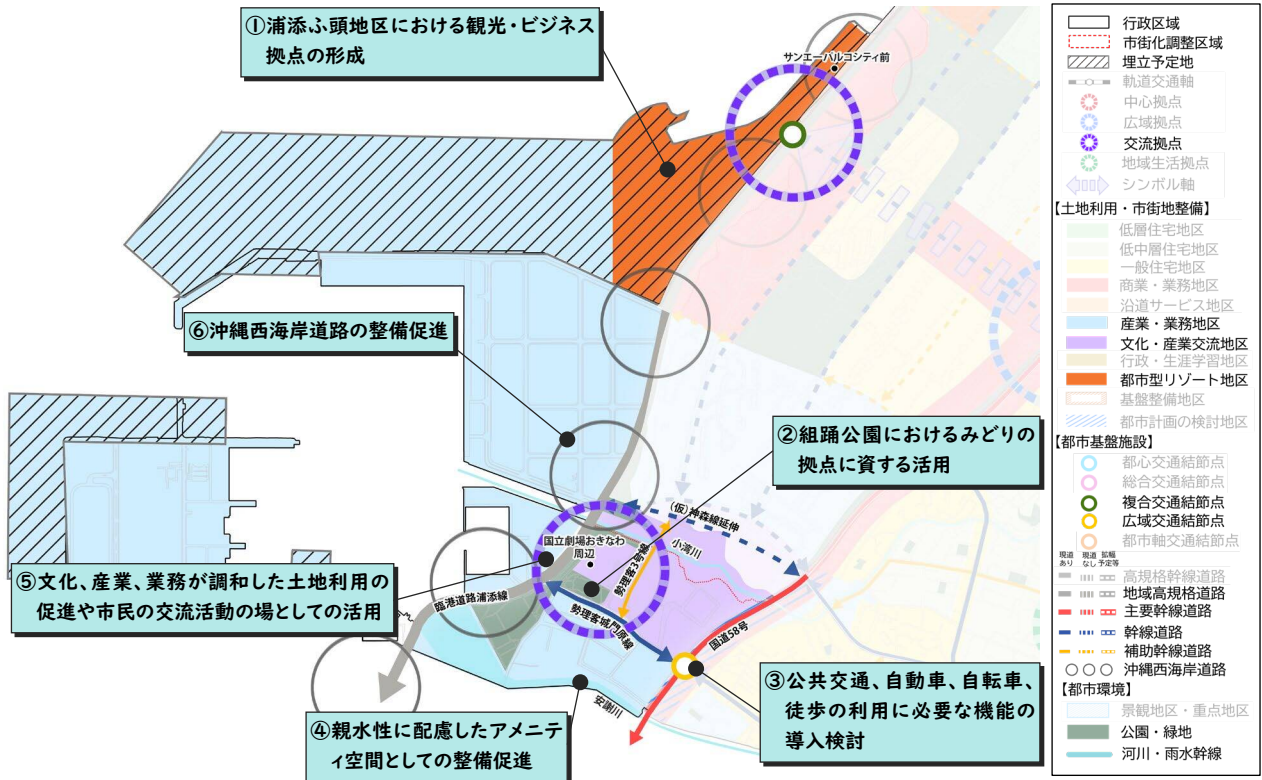 ①浦添ふ頭地区における観光・ビジネス
拠点の形成
サンエーパルコシティ前
⑥沖縄西海岸道路の整備促進
②組踊公園におけるみどりの
拠点に資する活用
(仮)神森線延伸
国立劇場おきなわ
周辺
小湾川
勢理客3号線
⑤文化、産業、業務が調和した土地利用の
促進や市民の交流活動の場としての活用
臨港道路浦添線
勢理客城門原線
国道58号
③公共交通、自動車、自転車、
徒歩の利用に必要な機能の
導入検討
安謝川
④親水性に配慮したアメニテ
ィ空間としての整備促進
行政区域
市街化調整区域
埋立予定地
軌道交通軸
中心拠点
広域拠点
交流拠点
地域生活拠点
シンボル軸
【土地利用・市街地整備】
低層住宅地区
低中層住宅地区
一般住宅地区
商業・業務地区
沿道サービス地区
産業・業務地区
文化・産業交流地区
行政・生涯学習地区
都市型リゾート地区
基盤整備地区
都市計画の検討地区
【都市基盤施設】
都心交通結節点
総合交通結節点
複合交通結節点
広域交通結節点
都市軸交通結節点
現道あり 現道なし 拡幅予定等
高規格幹線道路
地域高規格道路
主要幹線道路
幹線道路
補助幹線道路
沖縄西海岸道路
【都市環境】
景観地区・重点地区
公園・緑地
河川・雨水幹線